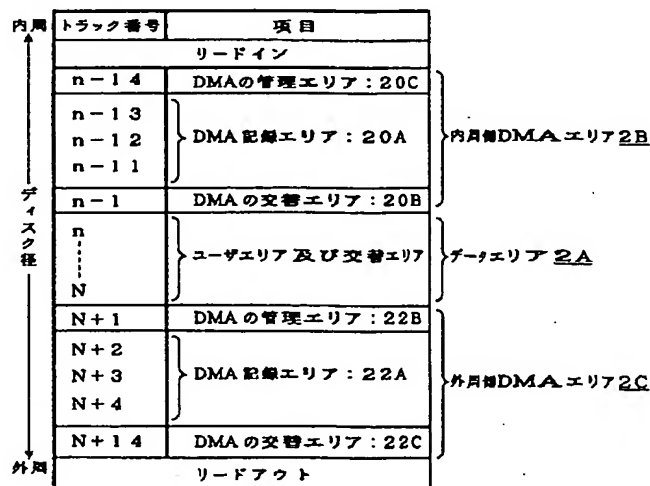 内周 トラック番号 項目
リードイン
n-14 DMAの管理エリア:20C
n-13
n-12 DMA記録エリア:20A 内周側DMAエリア2B
n-11
n-1 DMAの交替エリア:20B
ディスク径
n
ユーザエリア及び交替エリア データエリア2A
N
N+1 DMAの管理エリア:22B
N+2
N+3 DMA記録エリア:22A 外周側DMAエリア2C
N+4
N+14 DMAの交替エリア:22C
外周 リードアウト